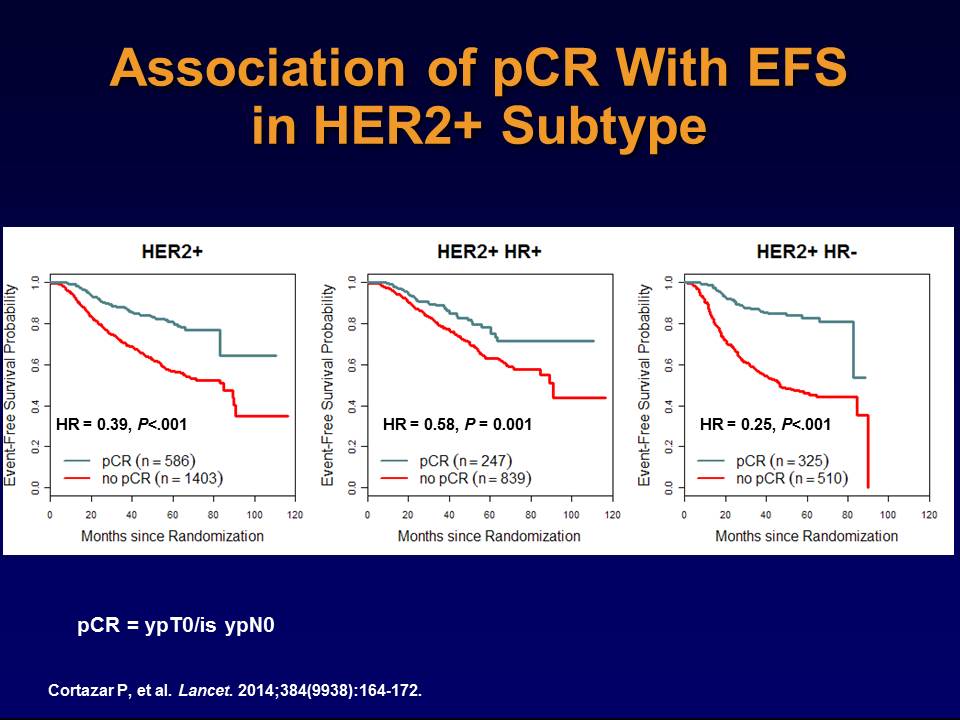 Association of pCR With EFS
in HER2+ Subtype
HER2+
Event-Free Survival Probability
1.0
0.8
0.6
0.4
0.2
0.0
HR = 0.39, P<.001
pCR (n = 586)
no pCR (n = 1403)
0 20 40 60 80 100 120
Months since Randomization
HER2+ HR+
Event-Free Survival Probability
1.0
0.8
0.6
0.4
0.2
0.0
HR = 0.58, P = 0.001
pCR (n = 247)
no pCR (n = 839)
0 20 40 60 80 100 120
Months since Randomization
HER2+ HR-
Event-Free Survival Probability
1.0
0.8
0.6
0.4
0.2
0.0
HR = 0.25, P<.001
pCR (n = 325)
no pCR (n = 510)
0 20 40 60 80 100 120
Months since Randomization
pCR = ypT0/is ypN0
Cortazar P, et al. Lancet. 2014;384(9938):164-172.